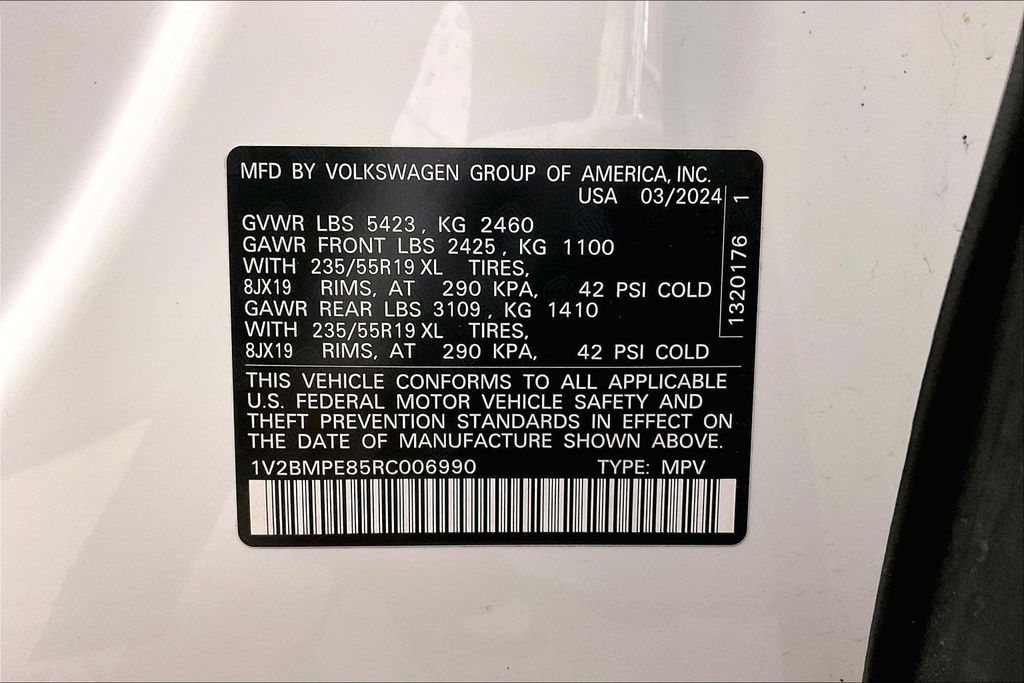 MFD BY VOLKSWAGEN GROUP OF AMERICA, INC.
USA 03/2024
GVWR LBS 5423, KG 2460
GAWR FRONT LBS 2425, KG 1100
WITH 235/55R19 XL TIRES,
8JX19 RIMS, AT 290 KPA, 42 PSI COLD
GAWR REAR LBS 3109, KG 1410
WITH 235/55R19 XL TIRES,
8JX19 RIMS, AT 290 KPA, 42 PSI COLD
1320176 1
THIS VEHICLE CONFORMS TO ALL APPLICABLE
U.S. FEDERAL MOTOR VEHICLE SAFETY AND
THEFT PREVENTION STANDARDS IN EFFECT ON
THE DATE OF MANUFACTURE SHOWN ABOVE.
1V2BMPE85RC006990 TYPE: MPV